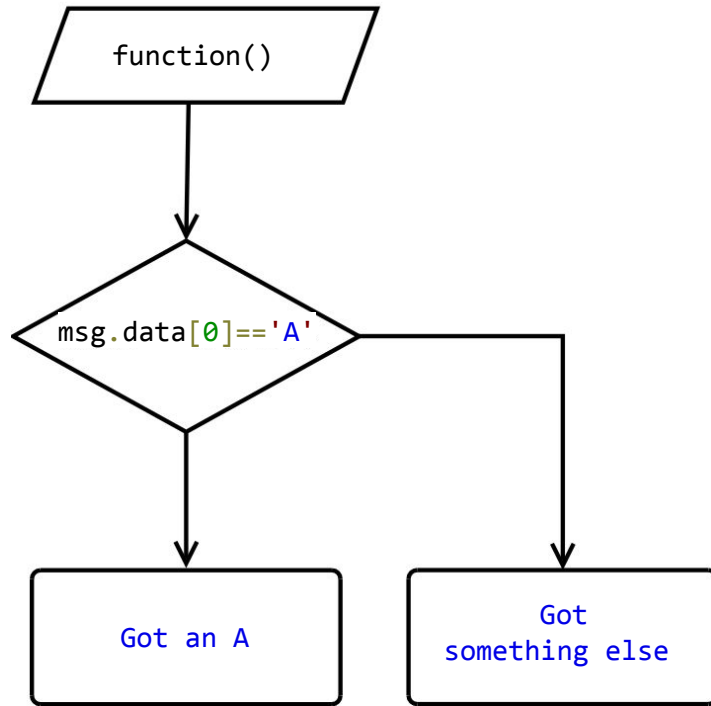 function()
msg.data[0]=='A'
Got an A
Got
something else